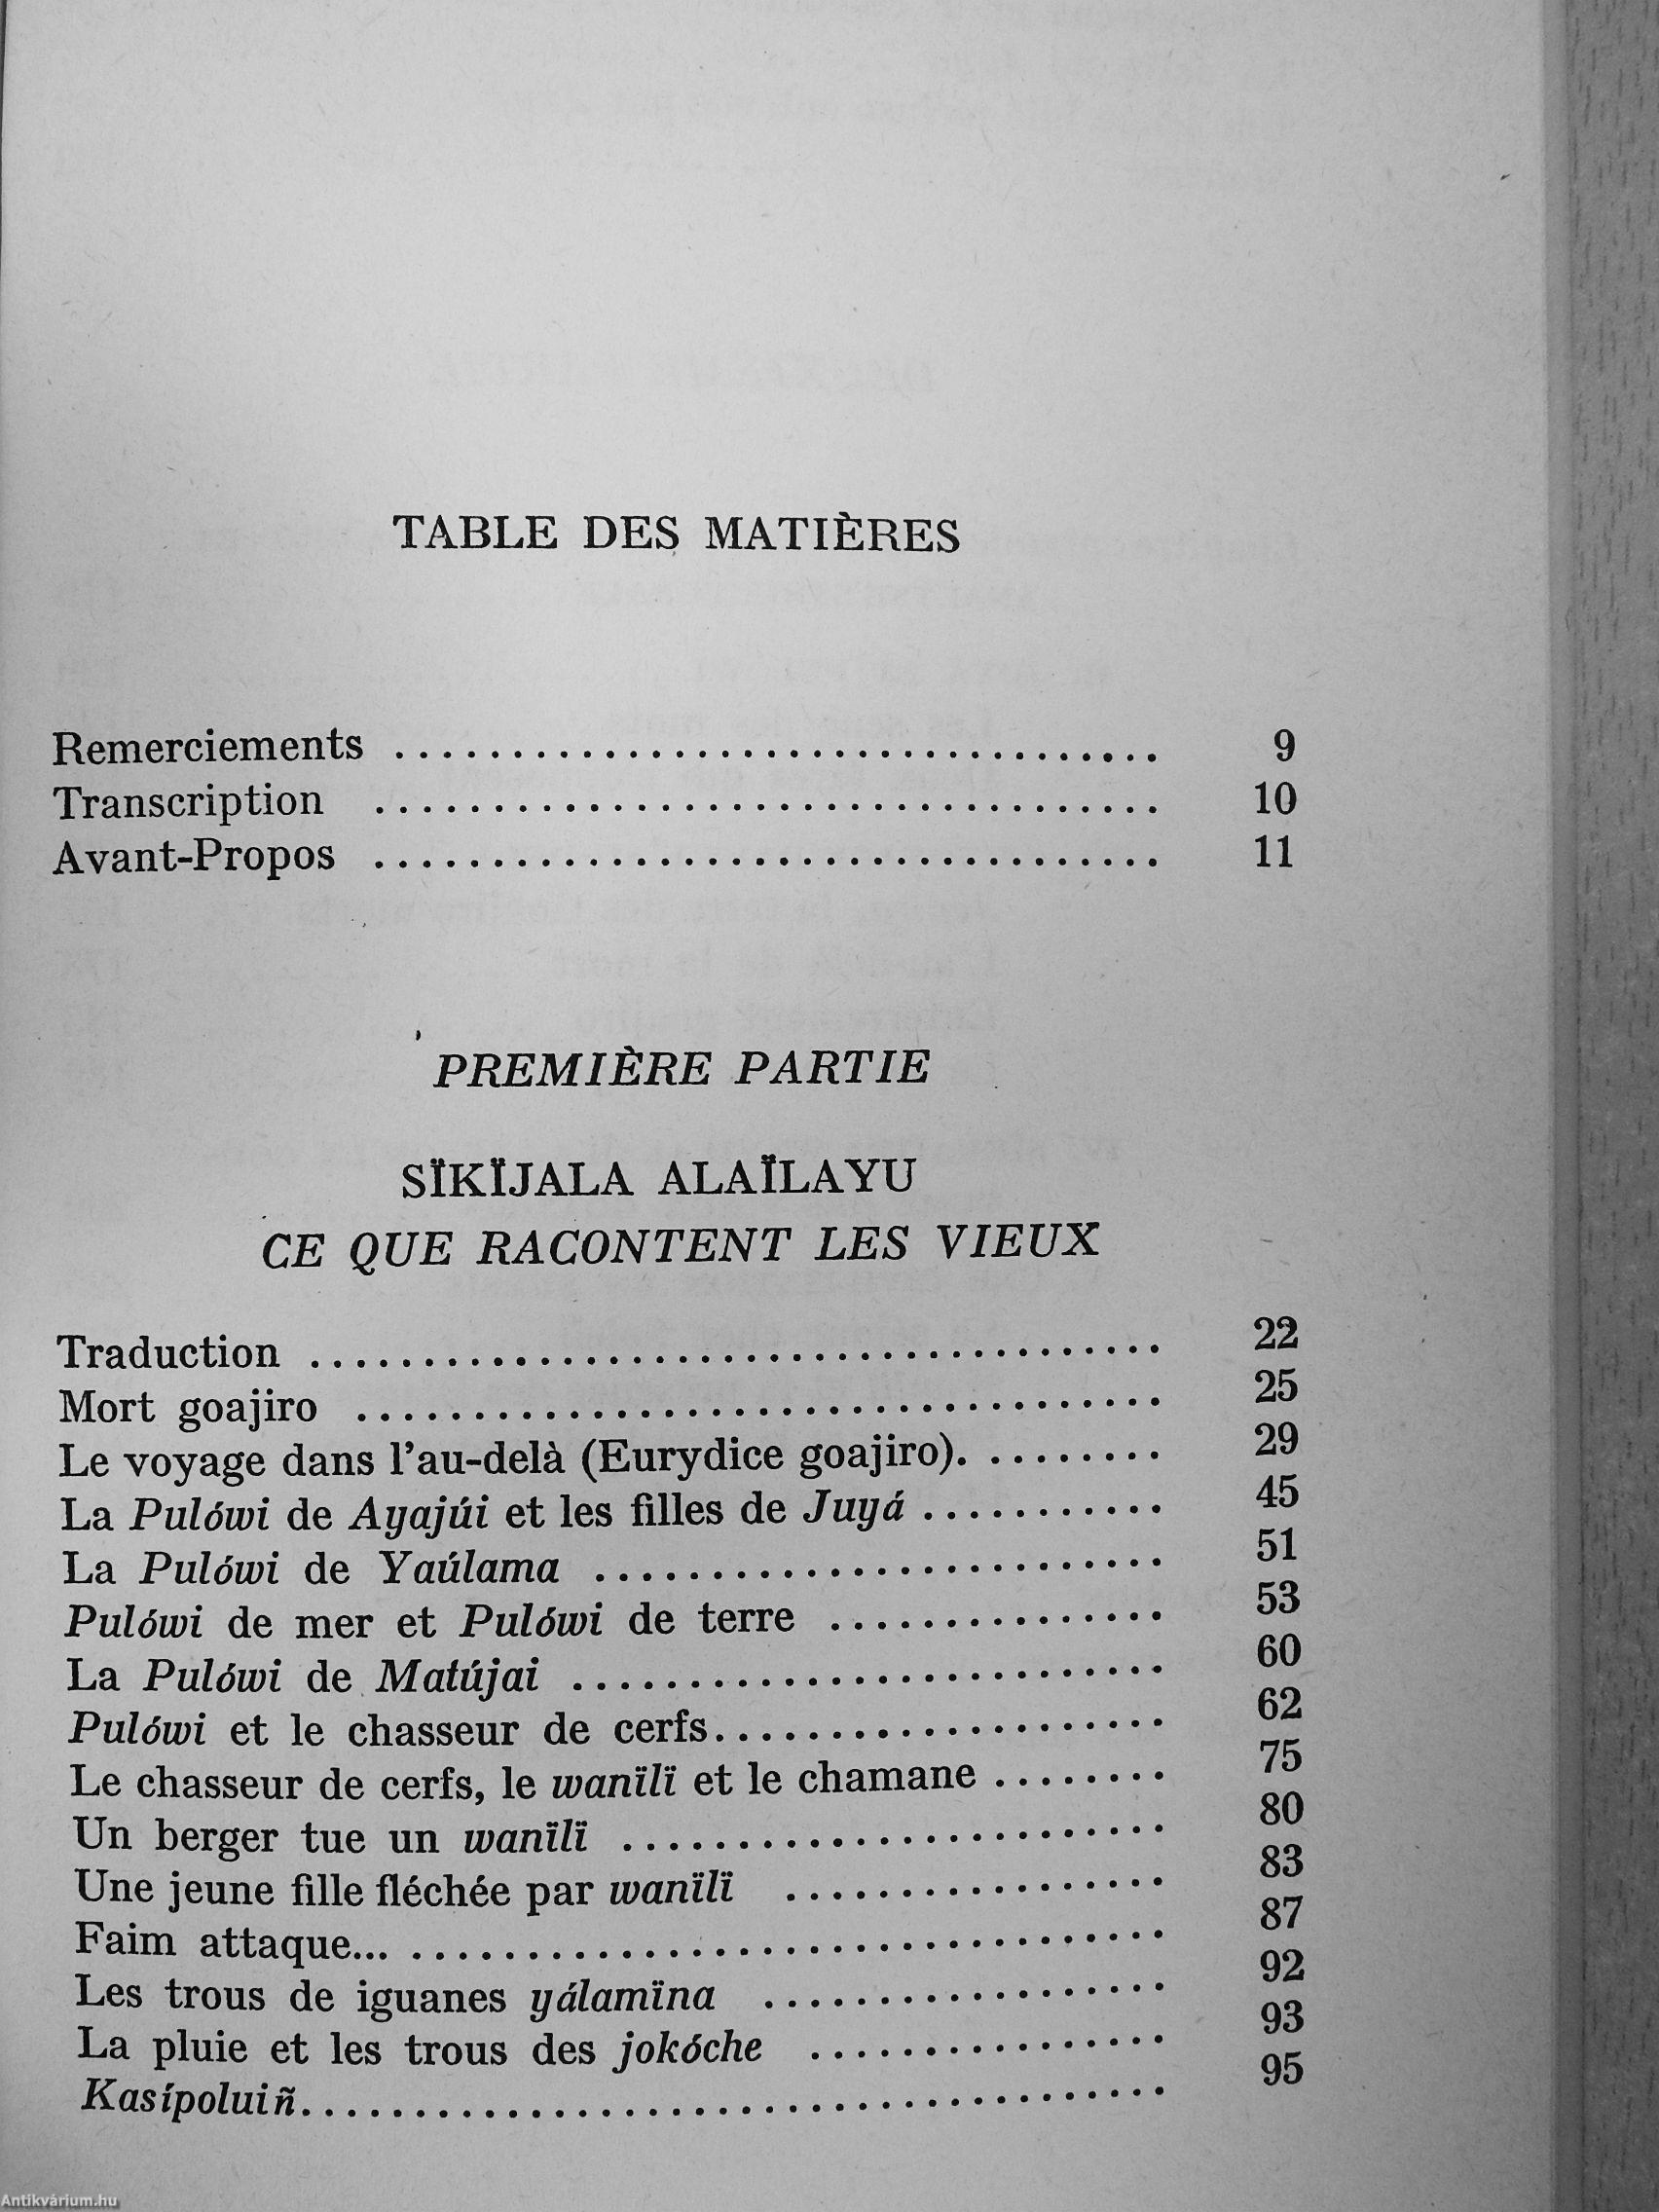 TABLE DES MATIÈRES
Remerciements ................................. 9
Transcription .................................. 10
Avant-Propos .................................. 11
PREMIÈRE PARTIE
SÏKÏJALA ALAÏLAYU
CE QUE RACONTENT LES VIEUX
Traduction ..................................... 22
Mort goajiro ................................... 25
Le voyage dans l'au-delà (Eurydice goajiro). ........ 29
La Pulówi de Ayajúi et les filles de Juyá ........... 45
La Pulówi de Yaúlama ......................... 51
Pulówi de mer et Pulówi de terre ............... 53
La Pulówi de Matújai .......................... 60
Pulówi et le chasseur de cerfs.................... 62
Le chasseur de cerfs, le wanïlï et le chamane ........ 75
Un berger tue un wanïlï ........................ 80
Une jeune fille fléchée par wanïlï ................. 83
Faim attaque... ................................. 87
Les trous de iguanes yálamïna .................. 92
La pluie et les trous des jokóche ................ 93
Kasípoluiñ...................................... 95
Antikvárium.hu